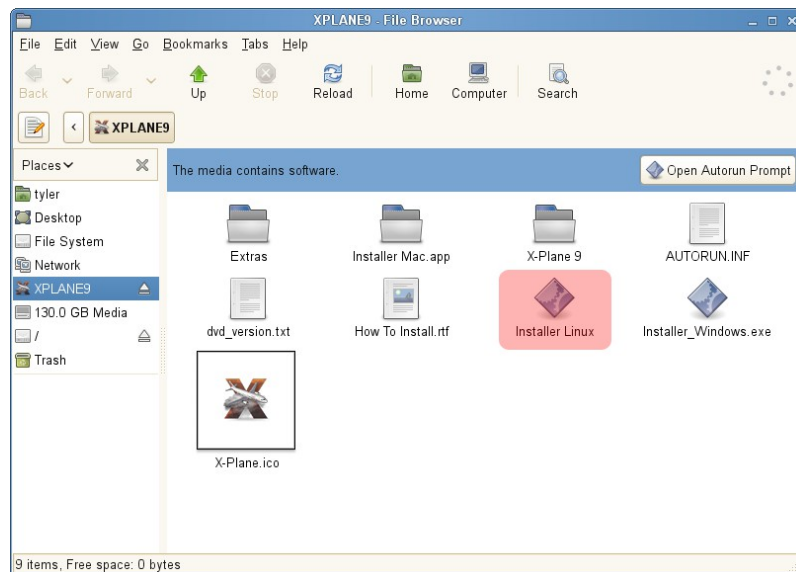 XPLANE9 - File Browser
File Edit View Go Bookmarks Tabs Help
Back Forward Up Stop Reload Home Computer Search
XPLANE9
Places
The media contains software.
Open Autorun Prompt
tyler
Desktop
File System
Network
XPLANE9
130.0 GB Media
/
Trash
Extras Installer Mac.app X-Plane 9 AUTORUN.INF
dvd_version.txt How To Install.rtf Installer Linux Installer_Windows.exe
X-Plane.ico
9 items, Free space: 0 bytes